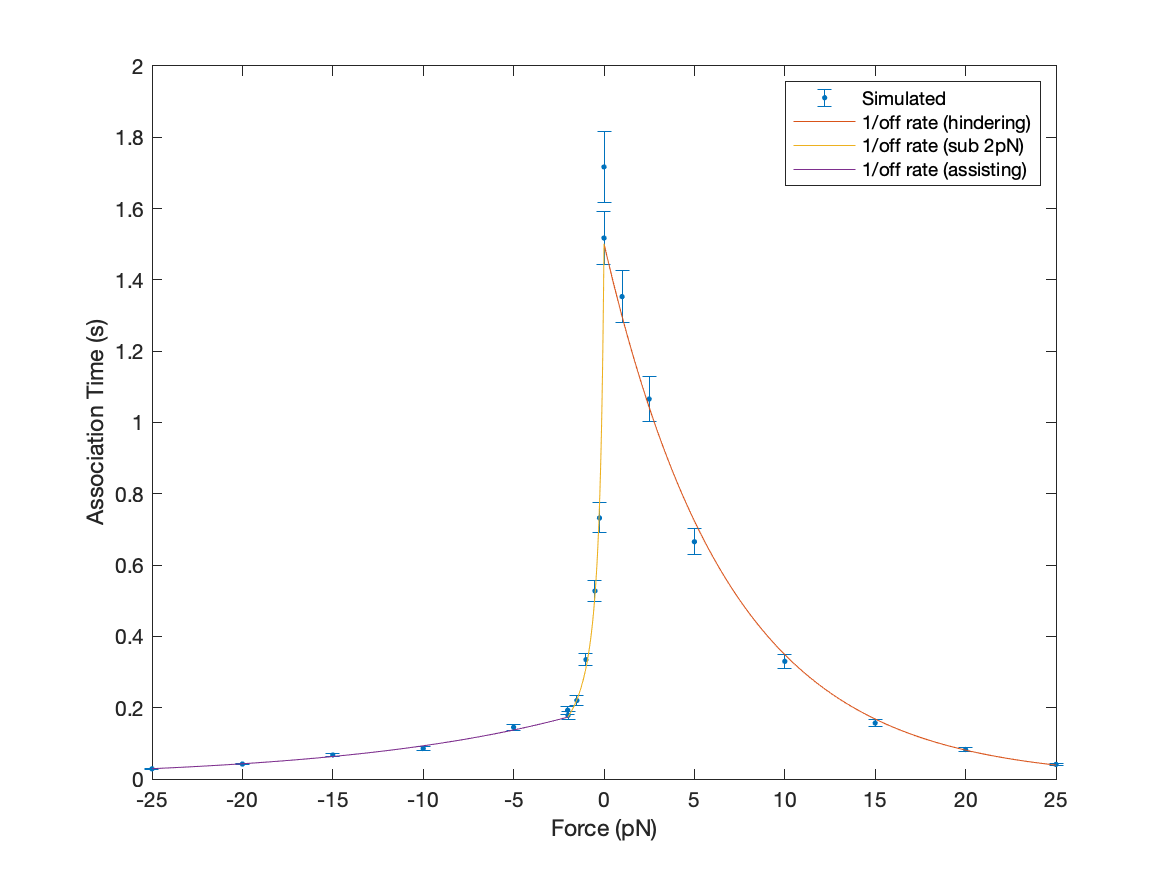 2
1.8
1.6
1.4
1.2
1
0.8
0.6
0.4
0.2
0
Association Time (s)
-25 -20 -15 -10 -5 0 5 10 15 20 25
Force (pN)
Simulated
1/off rate (hindering)
1/off rate (sub 2pN)
1/off rate (assisting)